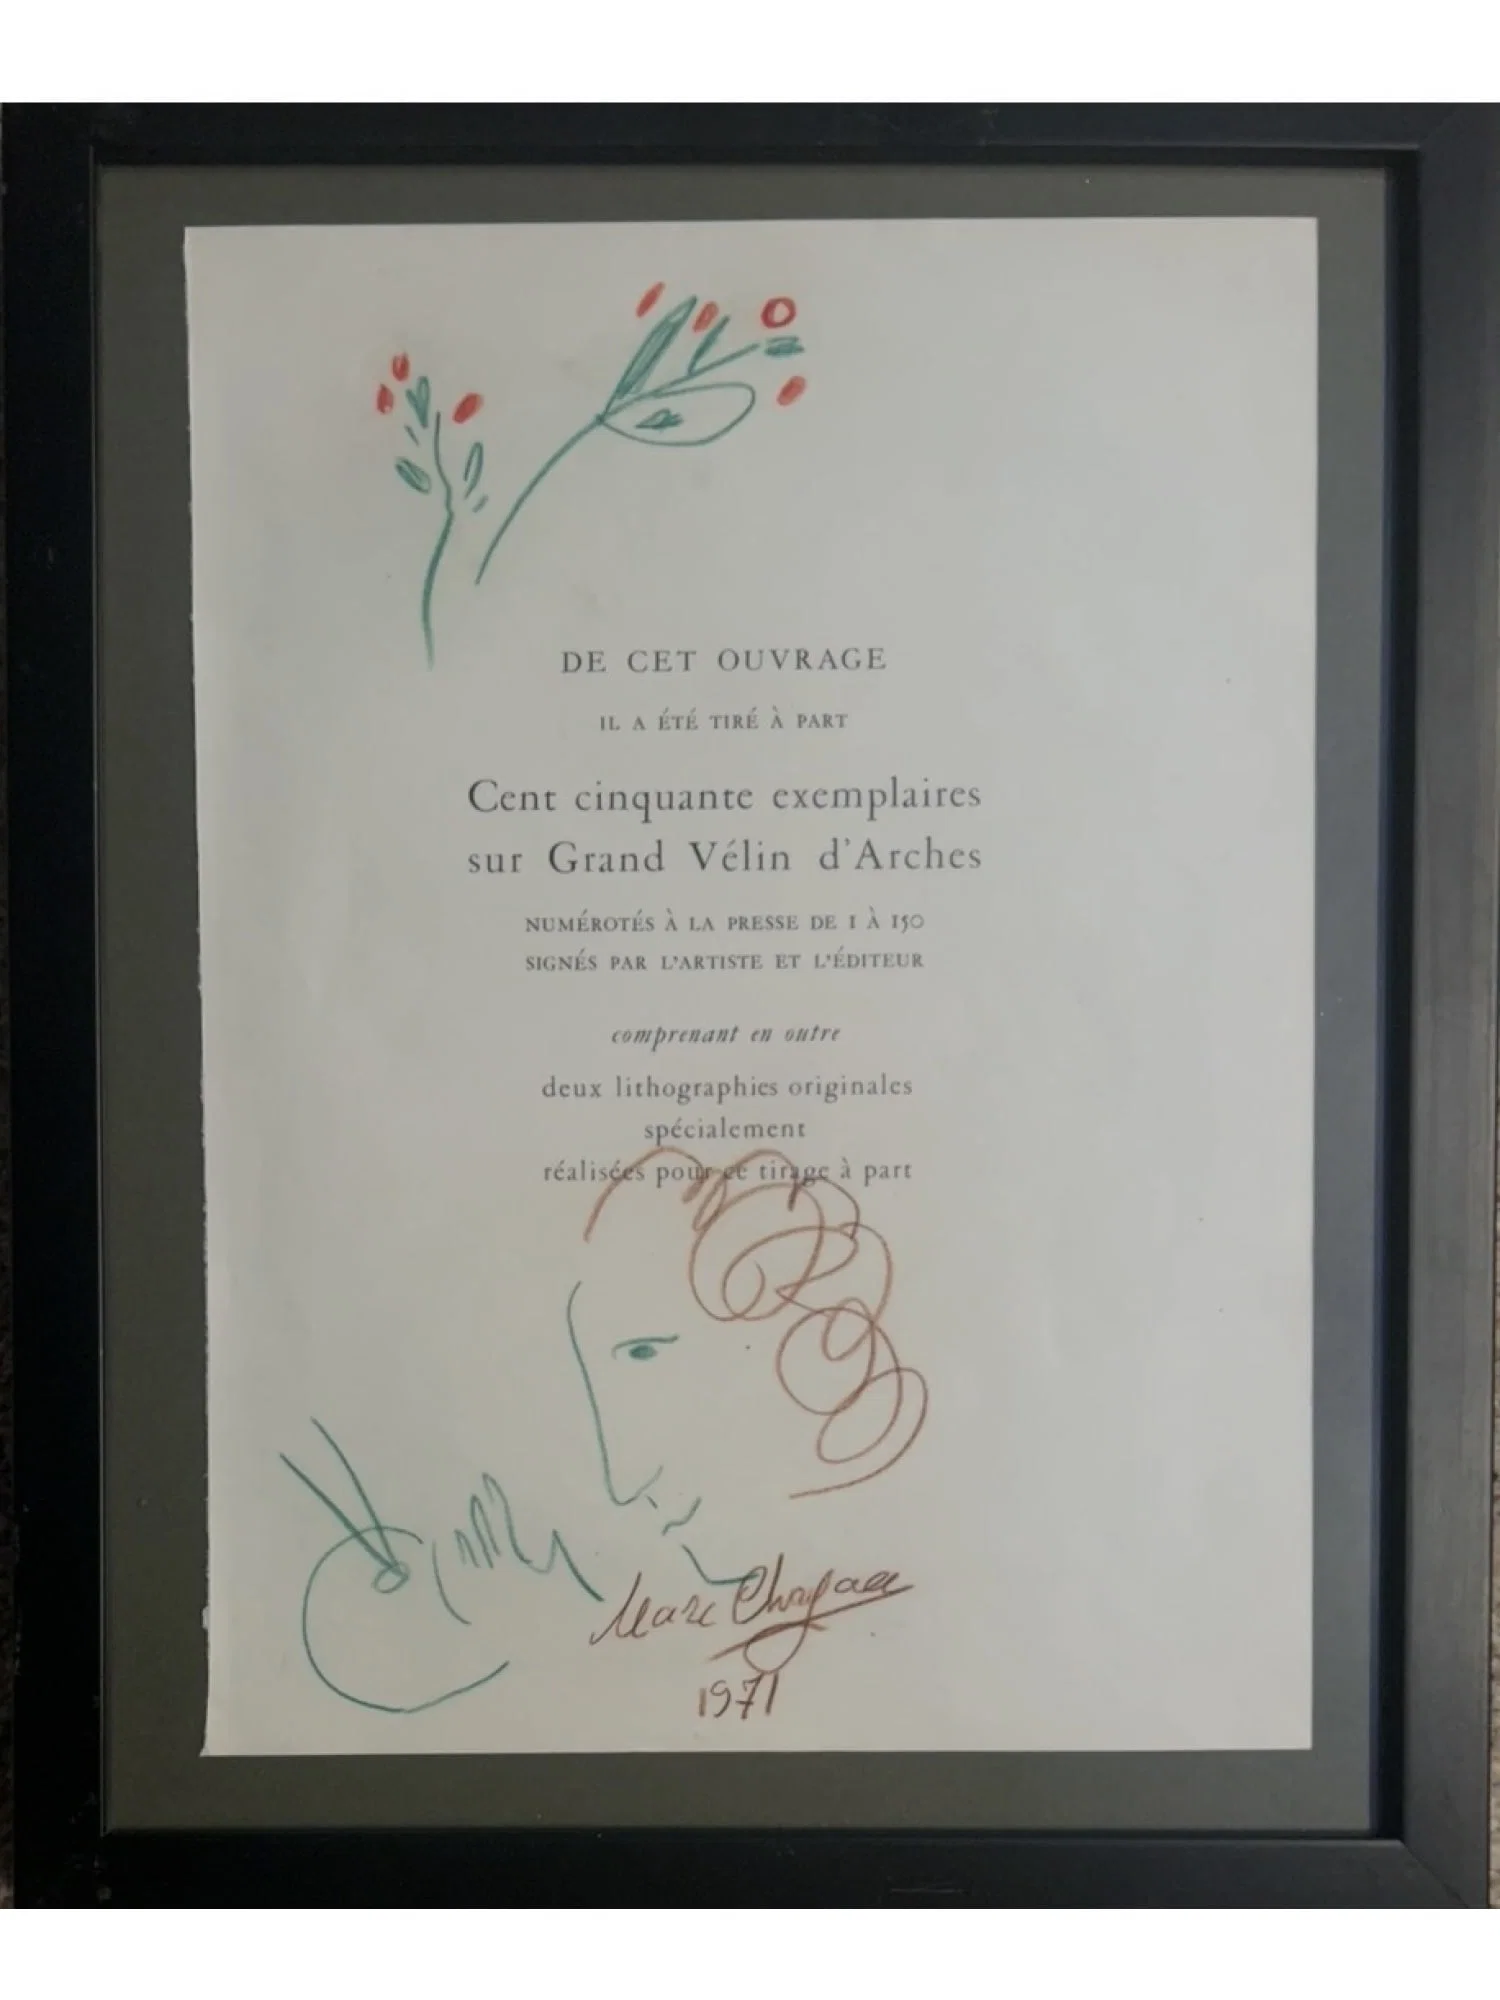 DE CET OUVRAGE
IL A ÉTÉ TIRÉ À PART
Cent cinquante exemplaires
sur Grand Vélin d'Arches
NUMÉROTÉS À LA PRESSE DE 1 À 150
SIGNÉS PAR L'ARTISTE ET L'ÉDITEUR
comprenant en outre
deux lithographies originales
spécialement
réalisées pour ce tirage à part
Marc Chagall
1971